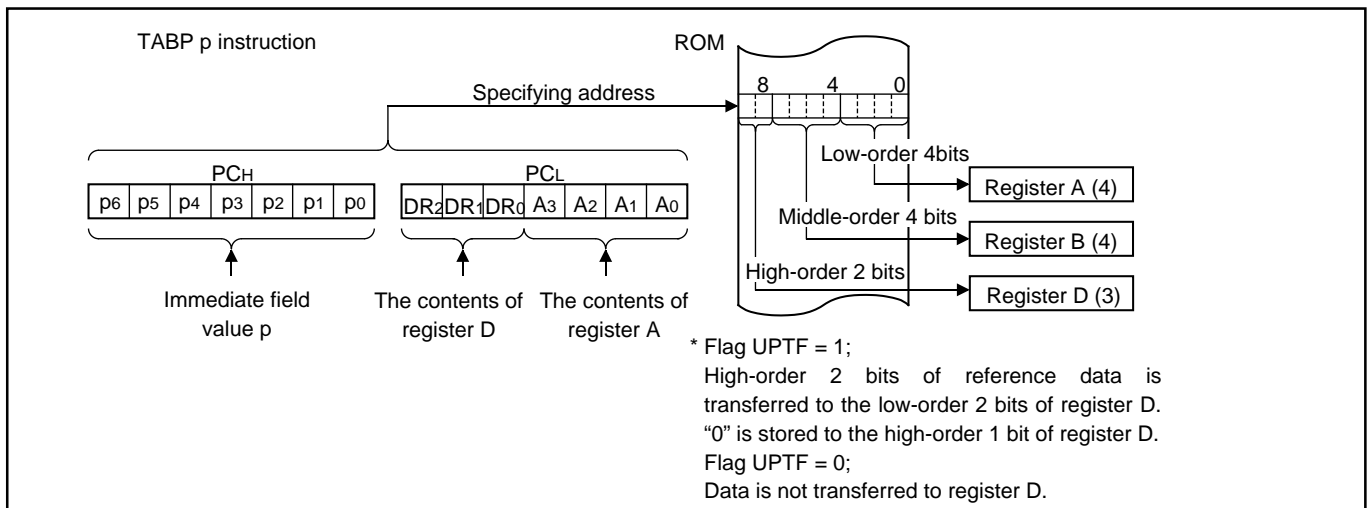 TABP p instruction
ROM
8 4 0
Specifying address
Low-order 4bits
PCH PCL
p6 p5 p4 p3 p2 p1 p0 DR2 DR1 DR0 A3 A2 A1 A0
Register A (4)
Middle-order 4 bits
Register B (4)
High-order 2 bits
Register D (3)
Immediate field
value p
The contents of
register D
The contents of
register A
* Flag UPTF = 1;
High-order 2 bits of reference data is
transferred to the low-order 2 bits of register D.
“0” is stored to the high-order 1 bit of register D.
Flag UPTF = 0;
Data is not transferred to register D.